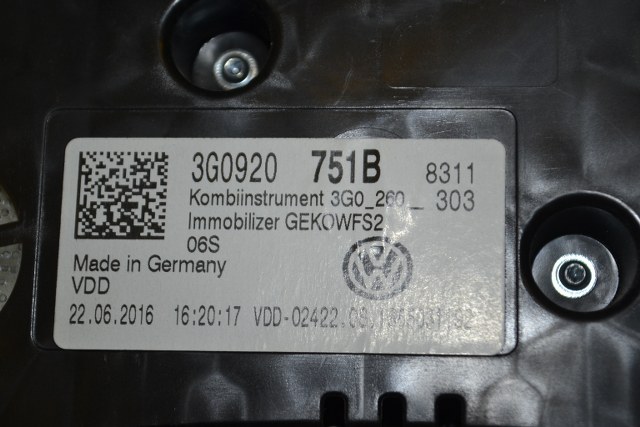 3G0920 751B 8311
Kombiinstrument 3G0_260_ 303
Immobilizer GEKOWFS2
06S
Made in Germany
VDD
22.06.2016 16:20:17